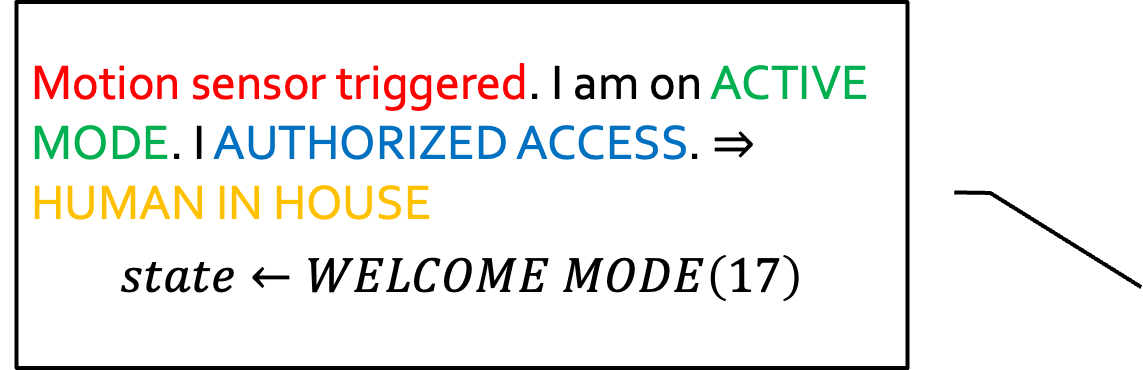 Motion sensor triggered. I am on ACTIVE
MODE. I AUTHORIZED ACCESS. ⇒
HUMAN IN HOUSE
state ← WELCOME MODE(17)